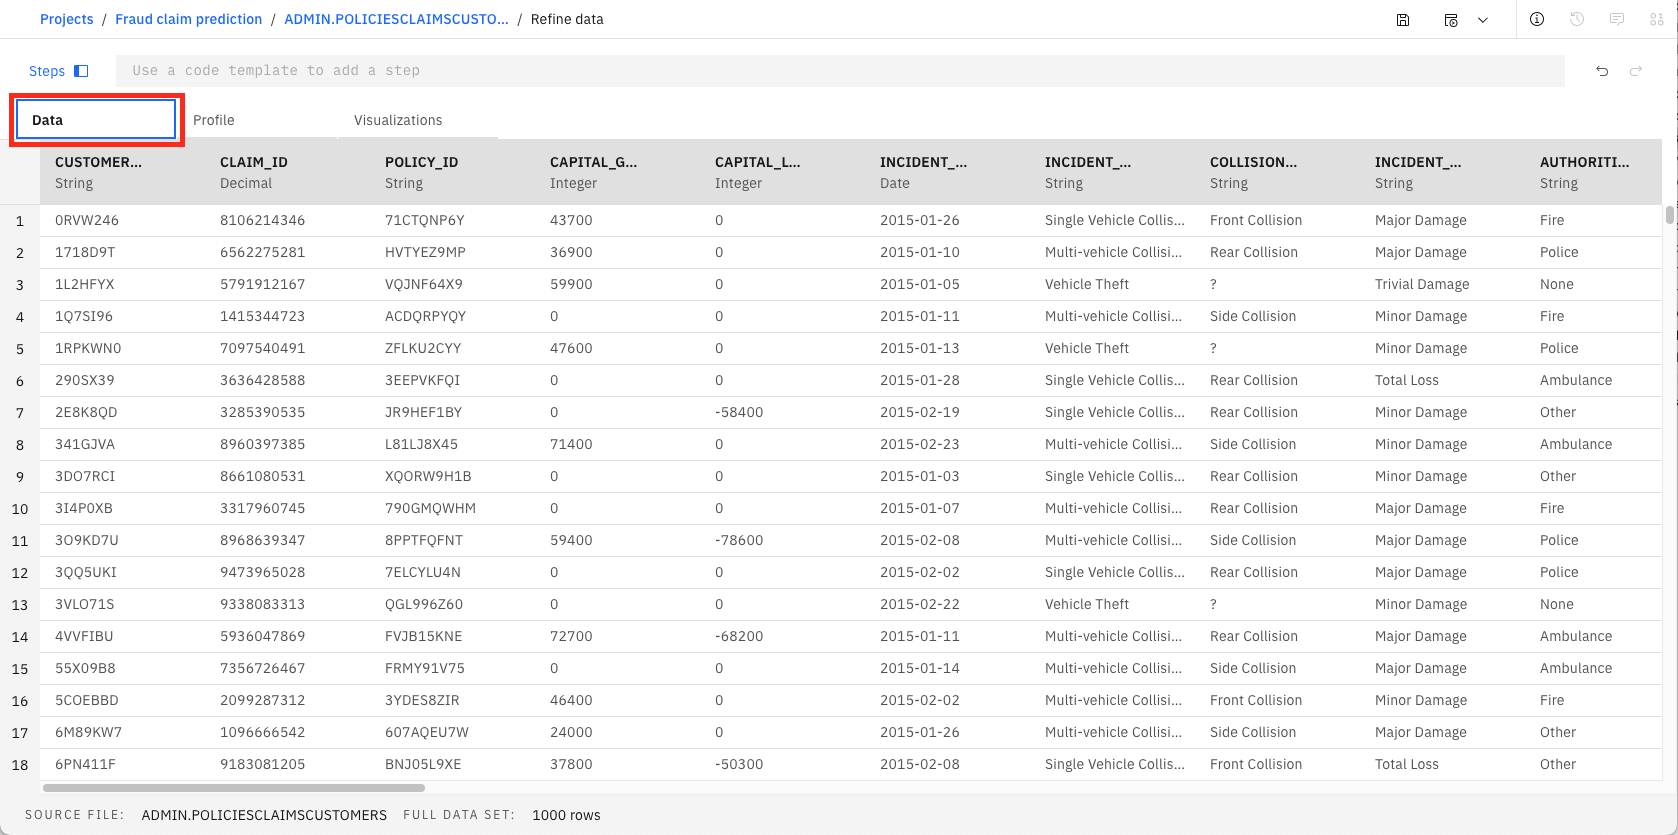 Projects / Fraud claim prediction / ADMIN.POLICIESCLAIMSCUSTO... / Refine data
Steps Use a code template to add a step
Data Profile Visualizations
CUSTOMER... CLAIM_ID POLICY_ID CAPITAL_G... CAPITAL_L... INCIDENT_... INCIDENT_... COLLISION... INCIDENT_... AUTHORITI...
String Decimal String Integer Integer Date String String String String
1 0RVW246 8106214346 71CTQNP6Y 43700 0 2015-01-26 Single Vehicle Collis... Front Collision Major Damage Fire
2 1718D9T 6562275281 HVTYEZ9MP 36900 0 2015-01-10 Multi-vehicle Collisi... Rear Collision Major Damage Police
3 1L2HFYX 5791912167 VQJNF64X9 59900 0 2015-01-05 Vehicle Theft ? Trivial Damage None
4 1Q7SI96 1415344723 ACDQRPYQY 0 0 2015-01-11 Multi-vehicle Collisi... Side Collision Minor Damage Fire
5 1RPKWN0 7097540491 ZFLKU2CYY 47600 0 2015-01-13 Vehicle Theft ? Minor Damage Police
6 290SX39 3636428588 3EEPVKFQI 0 0 2015-01-28 Single Vehicle Collis... Rear Collision Total Loss Ambulance
7 2E8K8QD 3285390535 JR9HEF1BY 0 -58400 2015-02-19 Single Vehicle Collis... Rear Collision Minor Damage Other
8 341GJVA 8960397385 L81LJ8X45 71400 0 2015-02-23 Multi-vehicle Collisi... Side Collision Minor Damage Ambulance
9 3DO7RCI 8661080531 XQORW9H1B 0 0 2015-01-03 Single Vehicle Collis... Rear Collision Minor Damage Other
10 3I4P0XB 3317960745 790GMQWHM 0 0 2015-01-07 Multi-vehicle Collisi... Rear Collision Major Damage Fire
11 3O9KD7U 8968639347 8PPTFQFNT 59400 -78600 2015-02-08 Multi-vehicle Collisi... Side Collision Major Damage Police
12 3QQ5UKI 9473965028 7ELCYLU4N 0 0 2015-02-02 Single Vehicle Collis... Rear Collision Major Damage Police
13 3VLO71S 9338083313 QGL996Z60 0 0 2015-02-22 Vehicle Theft ? Minor Damage None
14 4VVFIBU 5936047869 FVJB15KNE 72700 -68200 2015-01-11 Multi-vehicle Collisi... Rear Collision Major Damage Ambulance
15 55X09B8 7356726467 FRMY91V75 0 0 2015-01-14 Multi-vehicle Collisi... Side Collision Major Damage Ambulance
16 5COEBBD 2099287312 3YDES8ZIR 46400 0 2015-02-02 Multi-vehicle Collisi... Front Collision Minor Damage Fire
17 6M89KW7 1096666542 607AQEU7W 24000 0 2015-01-26 Multi-vehicle Collisi... Side Collision Major Damage Other
18 6PN411F 9183081205 BNJ05L9XE 37800 -50300 2015-02-08 Single Vehicle Collis... Front Collision Total Loss Other
SOURCE FILE: ADMIN.POLICIESCLAIMSCUSTOMERS FULL DATA SET: 1000 rows